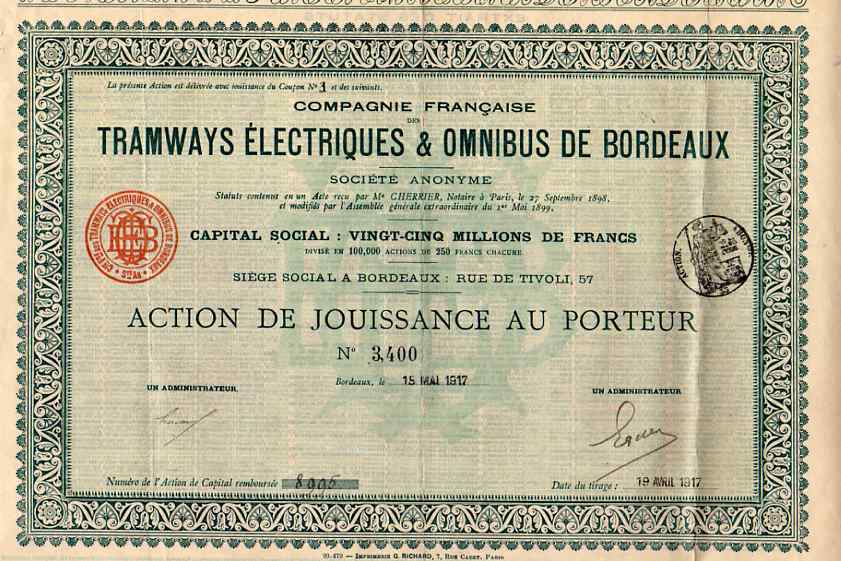 La présente Action est délivrée avec jouissance du Coupon Nº 1 et des suivants.
COMPAGNIE FRANÇAISE
DES
TRAMWAYS ÉLECTRIQUES & OMNIBUS DE BORDEAUX
SOCIÉTÉ ANONYME
Statuts contenus en un Acte reçu par Me CHERRIER, Notaire à Paris, le 27 Septembre 1898,
et modifiés par l'Assemblée générale extraordinaire du 1er Mai 1899.
CAPITAL SOCIAL : VINGT-CINQ MILLIONS DE FRANCS
DIVISÉ EN 100,000 ACTIONS DE 250 FRANCS CHACUNE
SIÈGE SOCIAL A BORDEAUX : RUE DE TIVOLI, 57
ACTION DE JOUISSANCE AU PORTEUR
Nº 3,400
Bordeaux, le 15 MAI 1917
UN ADMINISTRATEUR
UN ADMINISTRATEUR
Numéro de l'Action de Capital remboursée 8995
Date du tirage : 19 AVRIL 1917
IMPRIMERIE G. RICHARD, 7, RUE CADET, PARIS